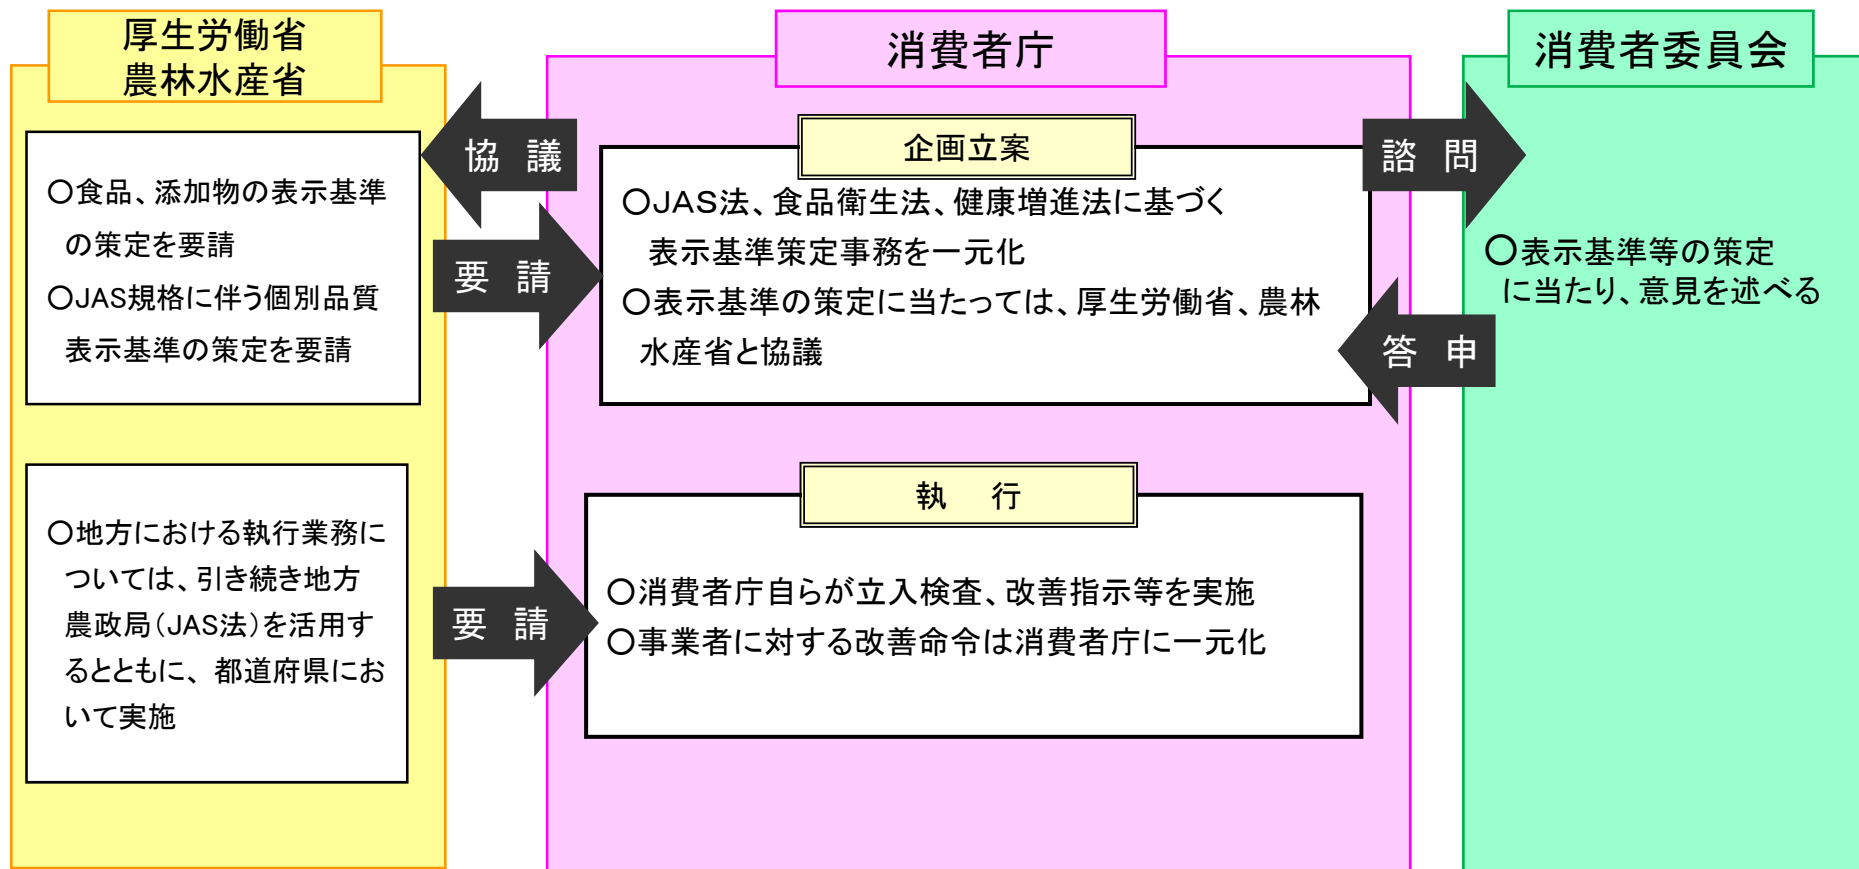 厚生労働省
農林水産省
〇食品、添加物の表示基準
の策定を要請
〇JAS規格に伴う個別品質
表示基準の策定を要請
〇地方における執行業務に
ついては、引き続き地方
農政局(JAS法)を活用す
るとともに、都道府県にお
いて実施
協 議
要 請
要 請
消費者庁
企画立案
〇JAS法、食品衛生法、健康増進法に基づく
表示基準策定事務を一元化
〇表示基準の策定に当たっては、厚生労働省、農林
水産省と協議
執 行
〇消費者庁自らが立入検査、改善指示等を実施
〇事業者に対する改善命令は消費者庁に一元化
諮 問
答 申
消費者委員会
〇表示基準等の策定
に当たり、意見を述べる